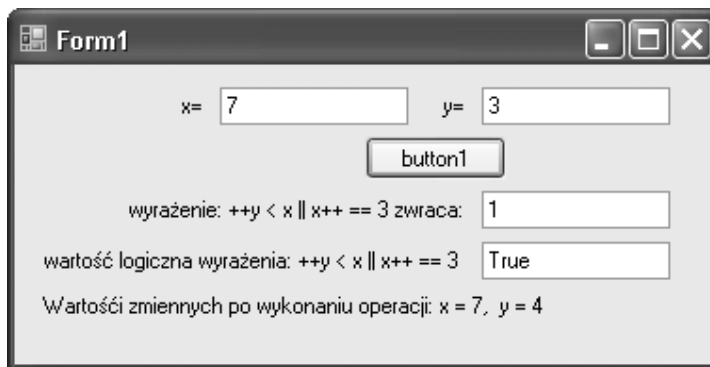 Form1
x= 7 y= 3
button1
wyrażenie: ++y < x || x++ == 3 zwraca: 1
wartość logiczna wyrażenia: ++y < x || x++ == 3 True
Wartośći zmiennych po wykonaniu operacji: x = 7, y = 4